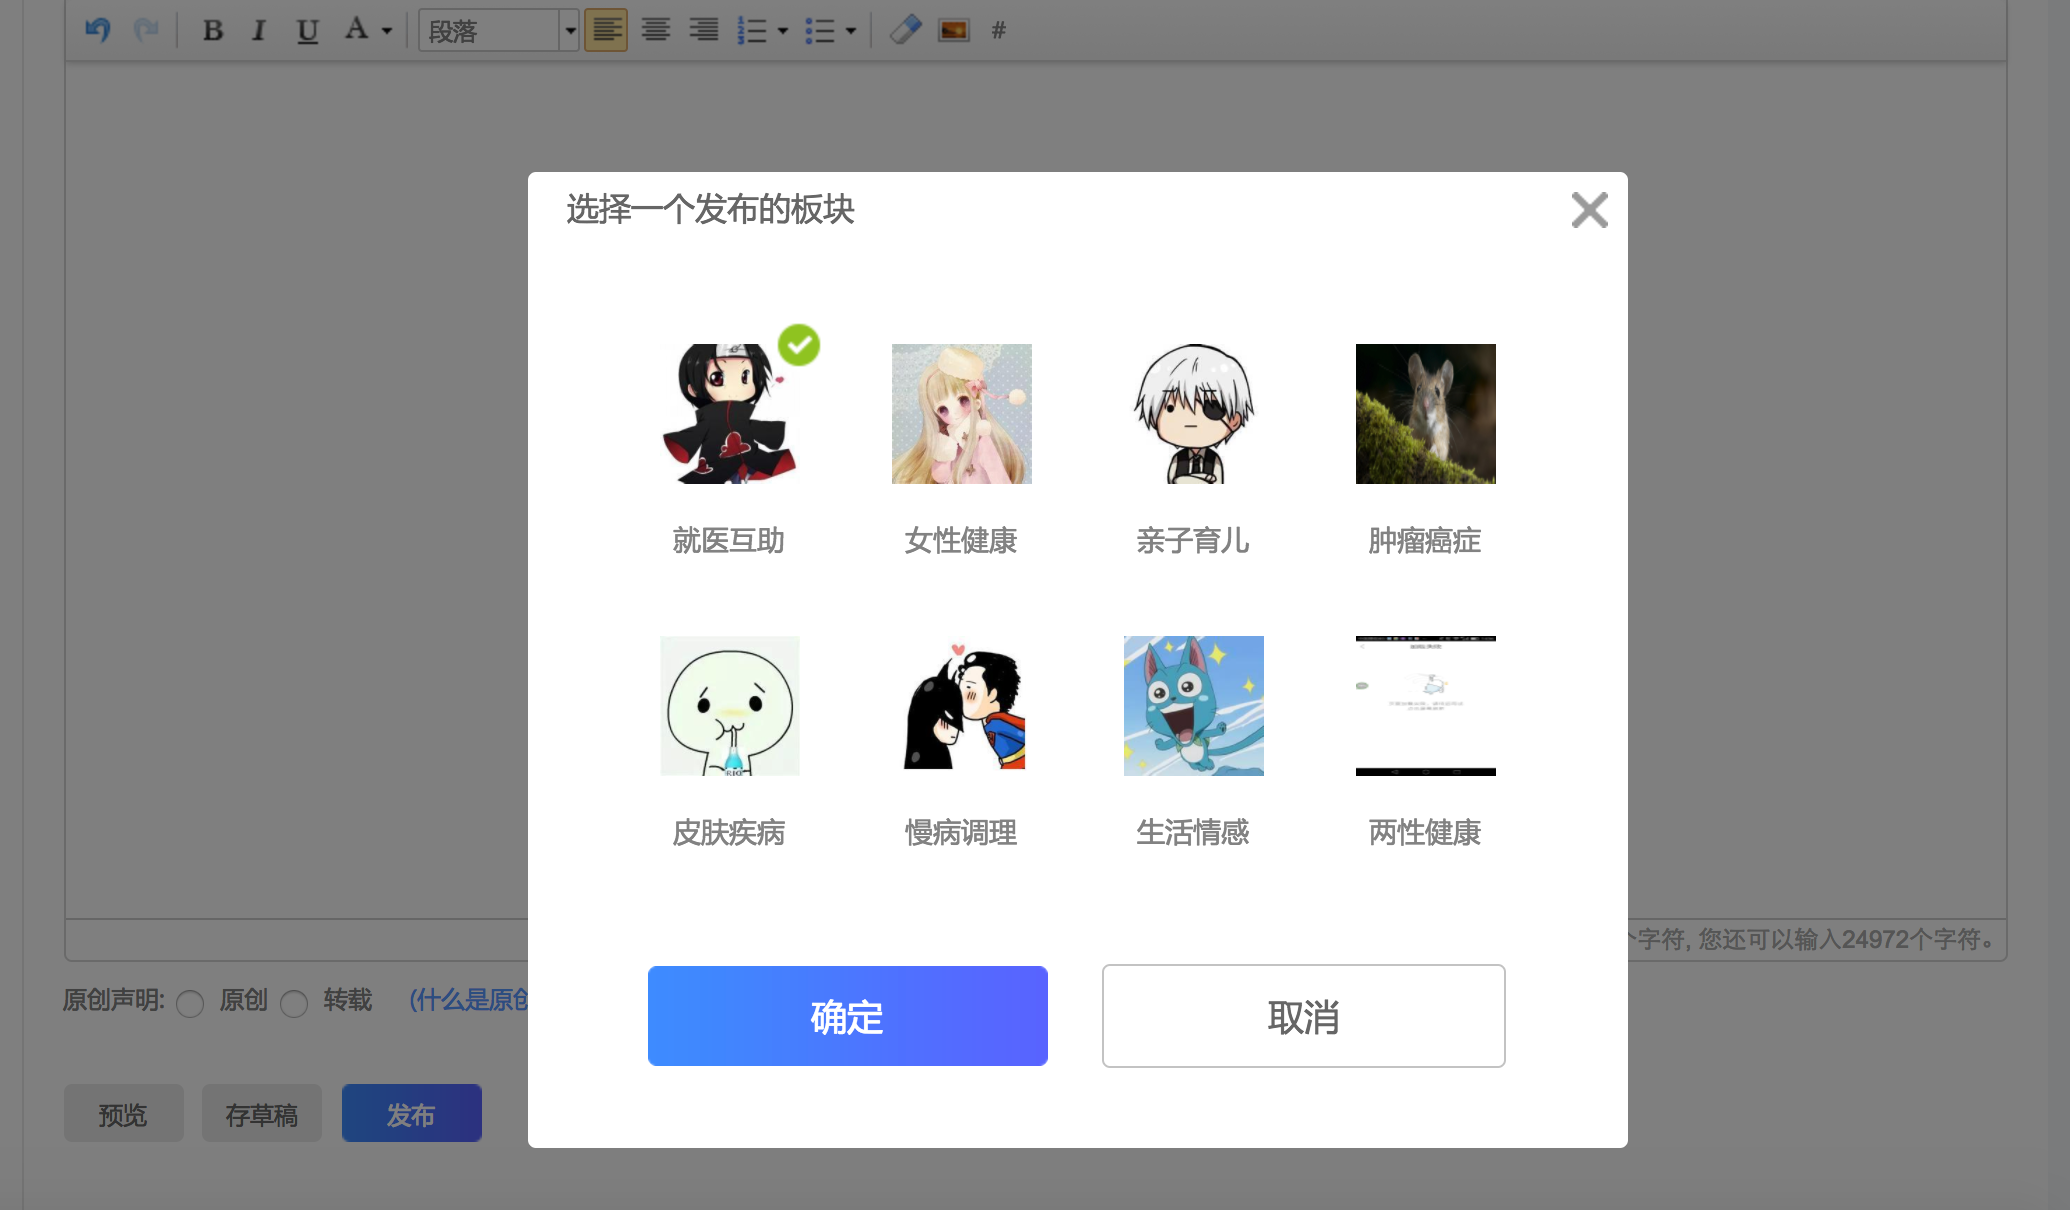 B I U A 段落 #
选择一个发布的板块
就医互助 女性健康 亲子育儿 肿瘤癌症
皮肤疾病 慢病调理 生活情感 两性健康
个字符, 您还可以输入24972个字符。
确定 取消
原创声明: 原创 转载 (什么是原创
预览 存草稿 发布